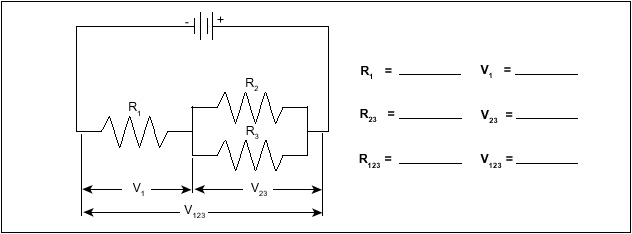 - +
R2
R1
R3
V1 V23
V123
R1 = ________ V1 = ________
R23 = ________ V23 = ________
R123 = ________ V123 = ________